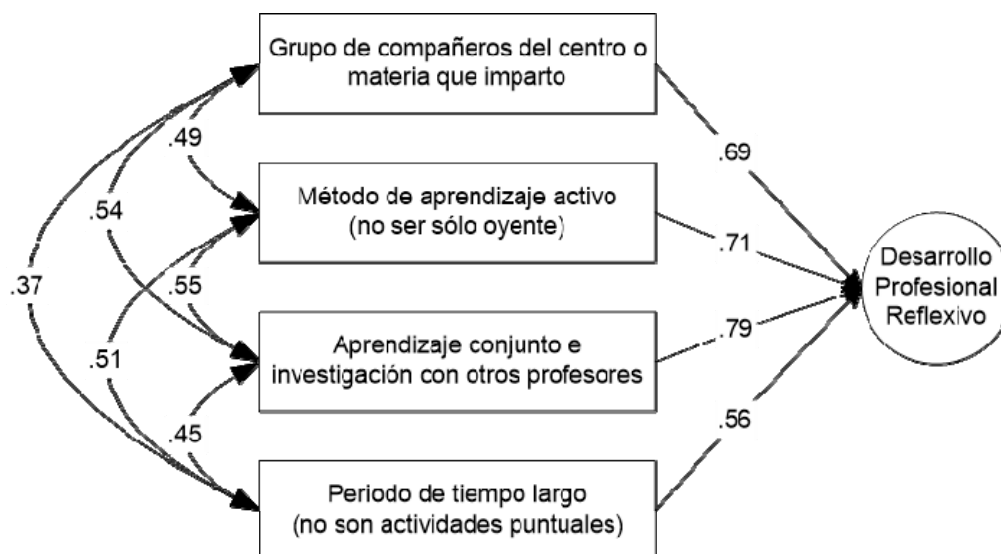 Grupo de compañeros del centro o
materia que imparto
.49
.69
Método de aprendizaje activo
(no ser sólo oyente)
.54
.71
.37
.55
Desarrollo
Profesional
Reflexivo
.79
.51
Aprendizaje conjunto e
investigación con otros profesores
.45
.56
Periodo de tiempo largo
(no son actividades puntuales)